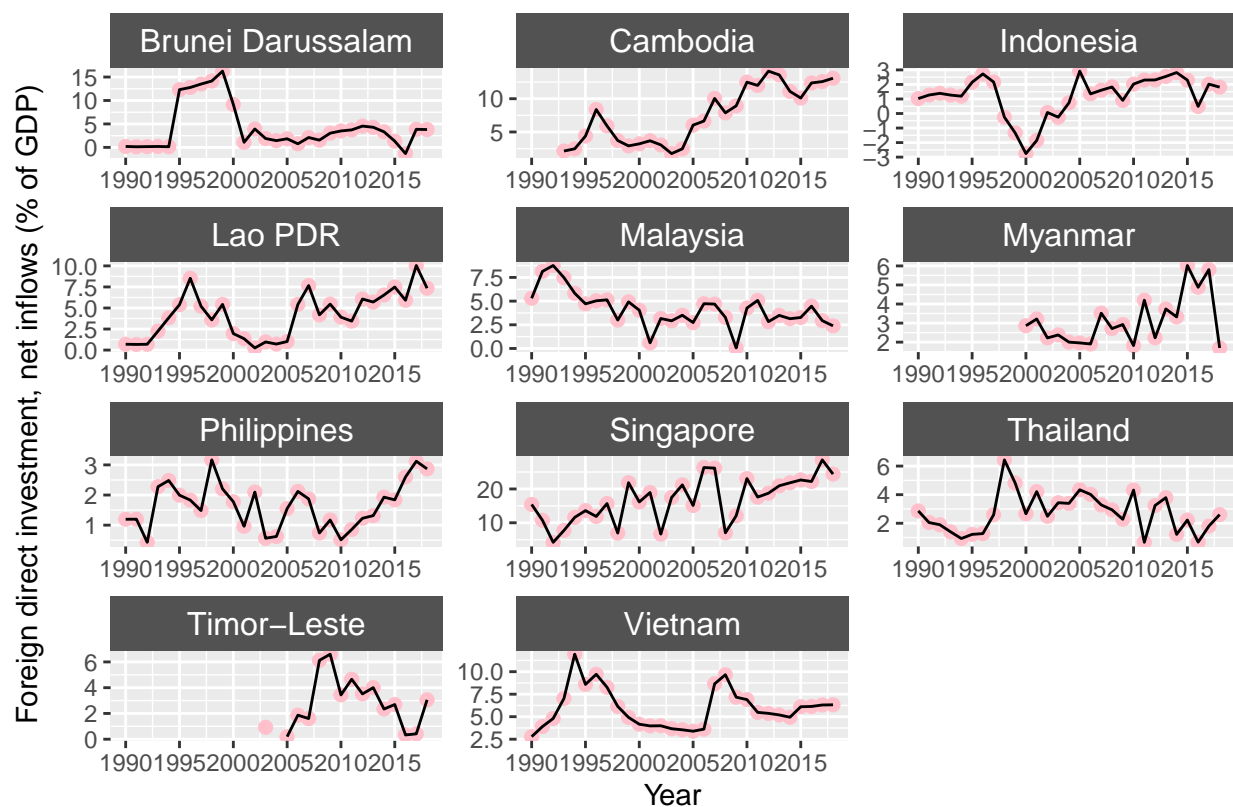 Foreign direct investment, net inflows (% of GDP)
Brunei Darussalam
15
10
5
0
1990 1995 2000 2005 2010 2015
Cambodia
10
5
1990 1995 2000 2005 2010 2015
Indonesia
3
2
1
0
−1
−2
−3
1990 1995 2000 2005 2010 2015
Lao PDR
10.0
7.5
5.0
2.5
0.0
1990 1995 2000 2005 2010 2015
Malaysia
7.5
5.0
2.5
0.0
1990 1995 2000 2005 2010 2015
Myanmar
6
5
4
3
2
1990 1995 2000 2005 2010 2015
Philippines
3
2
1
1990 1995 2000 2005 2010 2015
Singapore
20
10
1990 1995 2000 2005 2010 2015
Thailand
6
4
2
1990 1995 2000 2005 2010 2015
Timor−Leste
6
4
2
0
1990 1995 2000 2005 2010 2015
Vietnam
10.0
7.5
5.0
2.5
1990 1995 2000 2005 2010 2015
Year